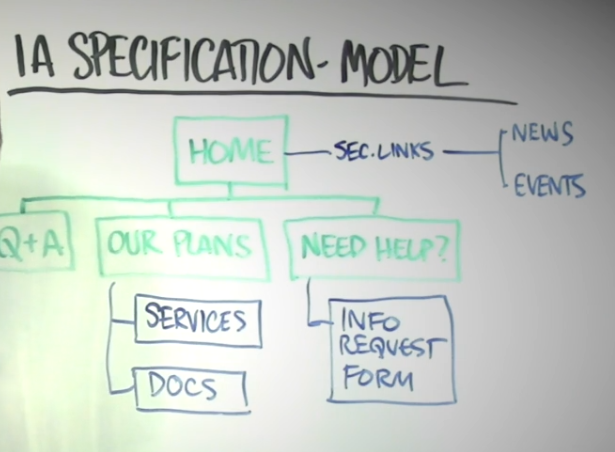 IA SPECIFICATION - MODEL
HOME
SEC. LINKS
NEWS
EVENTS
Q+A
OUR PLANS
NEED HELP?
SERVICES
DOCS
INFO
REQUEST
FORM